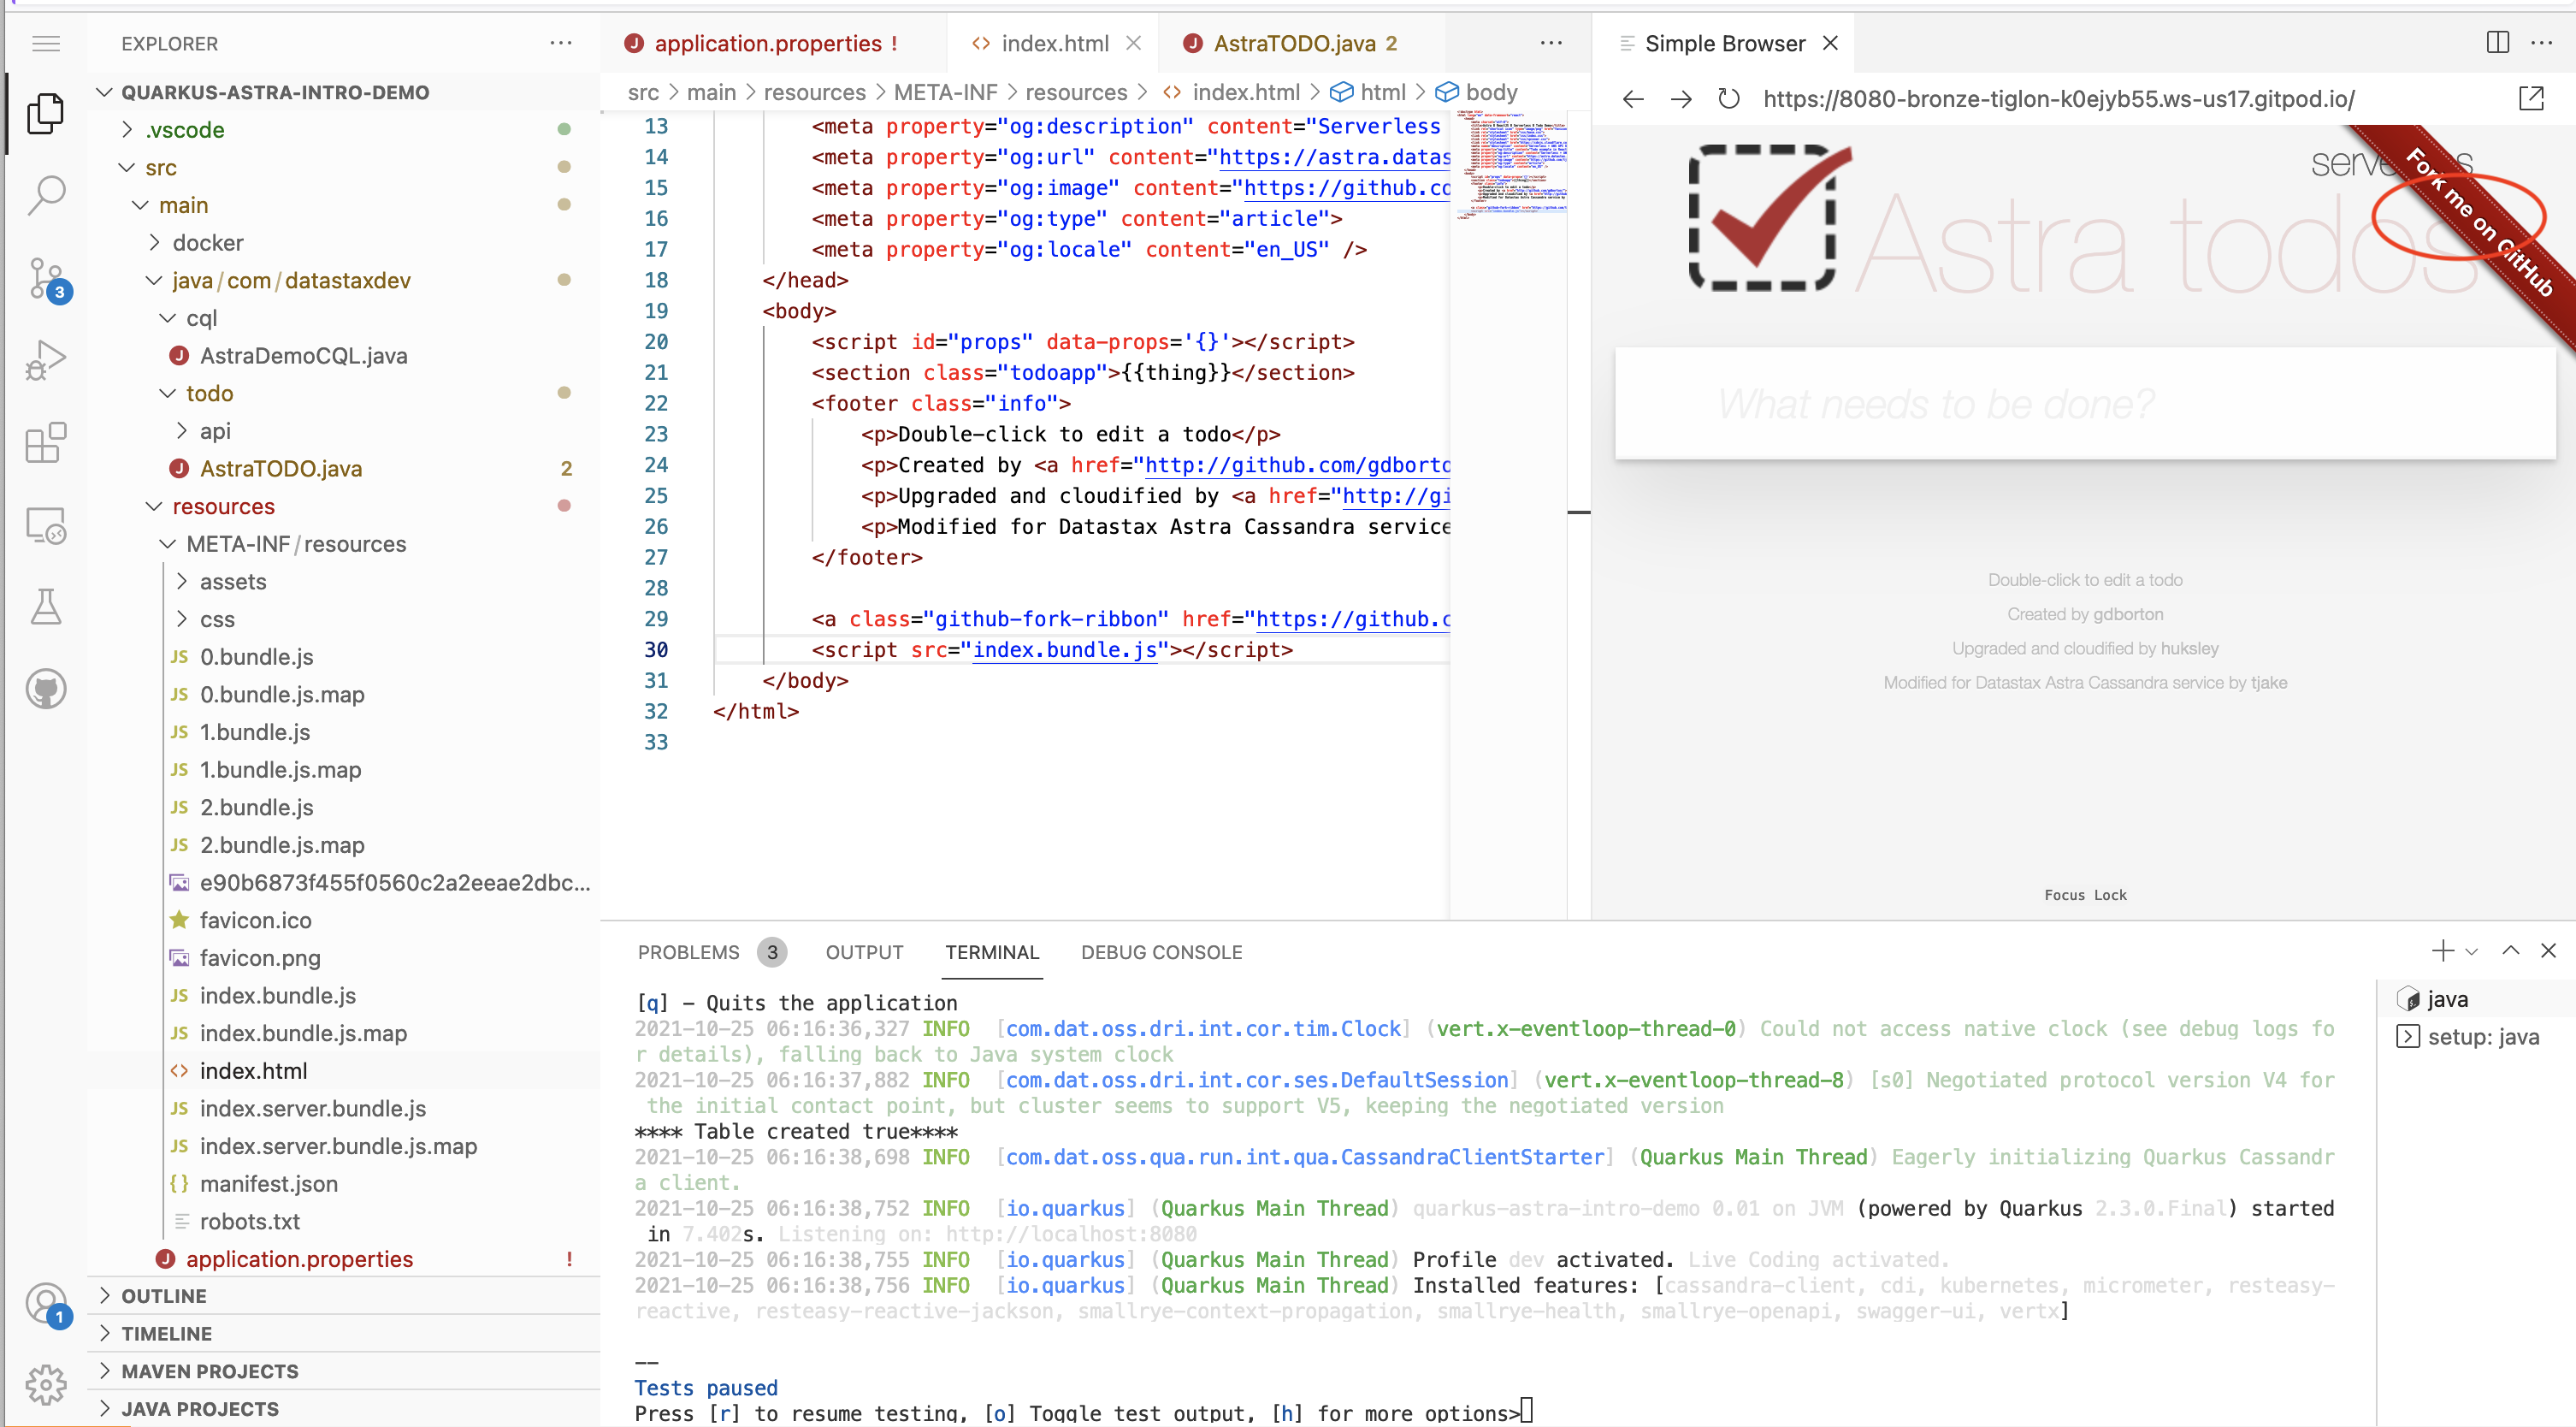 EXPLORER
QUARKUS-ASTRA-INTRO-DEMO
.vscode
src
main
docker
java/com/datastaxdev
cql
AstraDemoCQL.java
todo
api
AstraTODO.java 2
resources
META-INF/resources
assets
css
JS 0.bundle.js
JS 0.bundle.js.map
JS 1.bundle.js
JS 1.bundle.js.map
JS 2.bundle.js
JS 2.bundle.js.map
e90b6873f455f0560c2a2eeae2dbc...
favicon.ico
favicon.png
JS index.bundle.js
JS index.bundle.js.map
<> index.html
JS index.server.bundle.js
JS index.server.bundle.js.map
{} manifest.json
robots.txt
application.properties !
OUTLINE
TIMELINE
MAVEN PROJECTS
JAVA PROJECTS
3
1
application.properties !
<> index.html
AstraTODO.java 2
src > main > resources > META-INF > resources > <> index.html > html > body
13 <meta property="og:description" content="Serverless
14 <meta property="og:url" content="https://astra.datas
15 <meta property="og:image" content="https://github.co
16 <meta property="og:type" content="article">
17 <meta property="og:locale" content="en_US" />
18 </head>
19 <body>
20 <script id="props" data-props='{}'></script>
21 <section class="todoapp">{{thing}}</section>
22 <footer class="info">
23 <p>Double-click to edit a todo</p>
24 <p>Created by <a href="http://github.com/gdborto
25 <p>Upgraded and cloudified by <a href="http://gi
26 <p>Modified for Datastax Astra Cassandra service
27 </footer>
28
29 <a class="github-fork-ribbon" href="https://github.c
30 <script src="index.bundle.js"></script>
31 </body>
32 </html>
33
Simple Browser
https://8080-bronze-tiglon-k0ejyb55.ws-us17.gitpod.io/
Astra todos
Fork me on GitHub
What needs to be done?
Double-click to edit a todo
Created by gdborton
Upgraded and cloudified by huksley
Modified for Datastax Astra Cassandra service by tjake
Focus Lock
PROBLEMS 3 OUTPUT TERMINAL DEBUG CONSOLE
[q] - Quits the application
2021-10-25 06:16:36,327 INFO [com.dat.oss.dri.int.cor.tim.Clock] (vert.x-eventloop-thread-0) Could not access native clock (see debug logs fo
r details), falling back to Java system clock
2021-10-25 06:16:37,882 INFO [com.dat.oss.dri.int.cor.ses.DefaultSession] (vert.x-eventloop-thread-8) [s0] Negotiated protocol version V4 for
the initial contact point, but cluster seems to support V5, keeping the negotiated version
**** Table created true****
2021-10-25 06:16:38,698 INFO [com.dat.oss.qua.run.int.qua.CassandraClientStarter] (Quarkus Main Thread) Eagerly initializing Quarkus Cassandr
a client.
2021-10-25 06:16:38,752 INFO [io.quarkus] (Quarkus Main Thread) quarkus-astra-intro-demo 0.01 on JVM (powered by Quarkus 2.3.0.Final) started
in 7.402s. Listening on: http://localhost:8080
2021-10-25 06:16:38,755 INFO [io.quarkus] (Quarkus Main Thread) Profile dev activated. Live Coding activated.
2021-10-25 06:16:38,756 INFO [io.quarkus] (Quarkus Main Thread) Installed features: [cassandra-client, cdi, kubernetes, micrometer, resteasy-
reactive, resteasy-reactive-jackson, smallrye-context-propagation, smallrye-health, smallrye-openapi, swagger-ui, vertx]
--
Tests paused
Press [r] to resume testing, [o] Toggle test output, [h] for more options>
java
setup: java